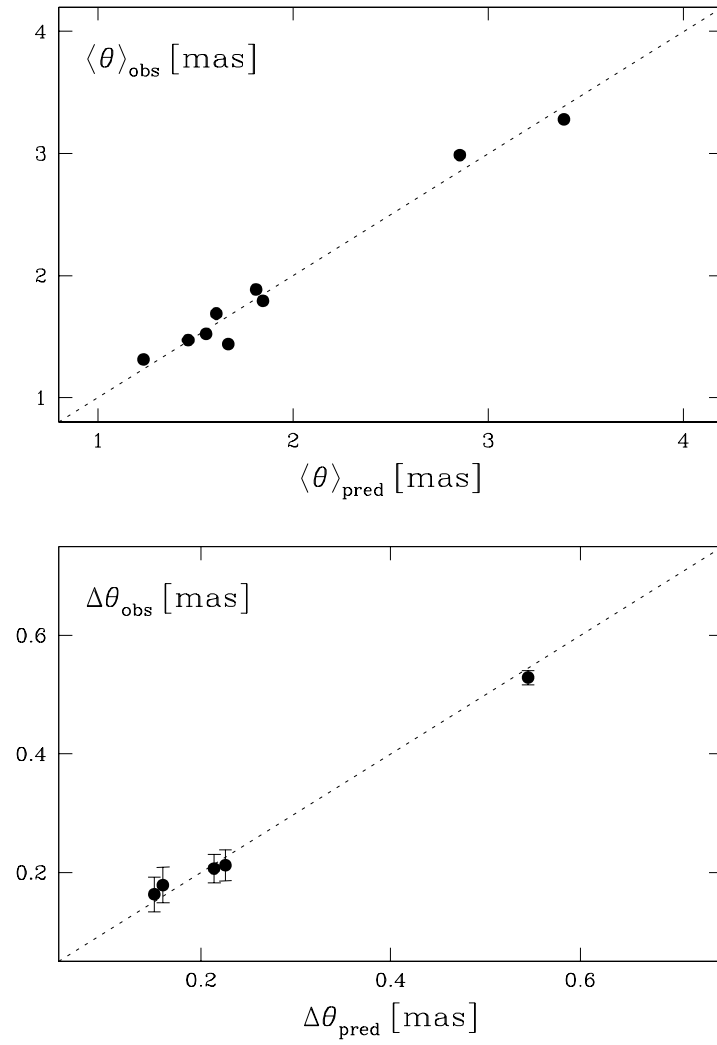 4
⟨θ⟩obs [mas]
3
2
1
1 2 3 4
⟨θ⟩pred [mas]
Δθobs [mas]
0.6
0.4
0.2
0.2 0.4 0.6
Δθpred [mas]